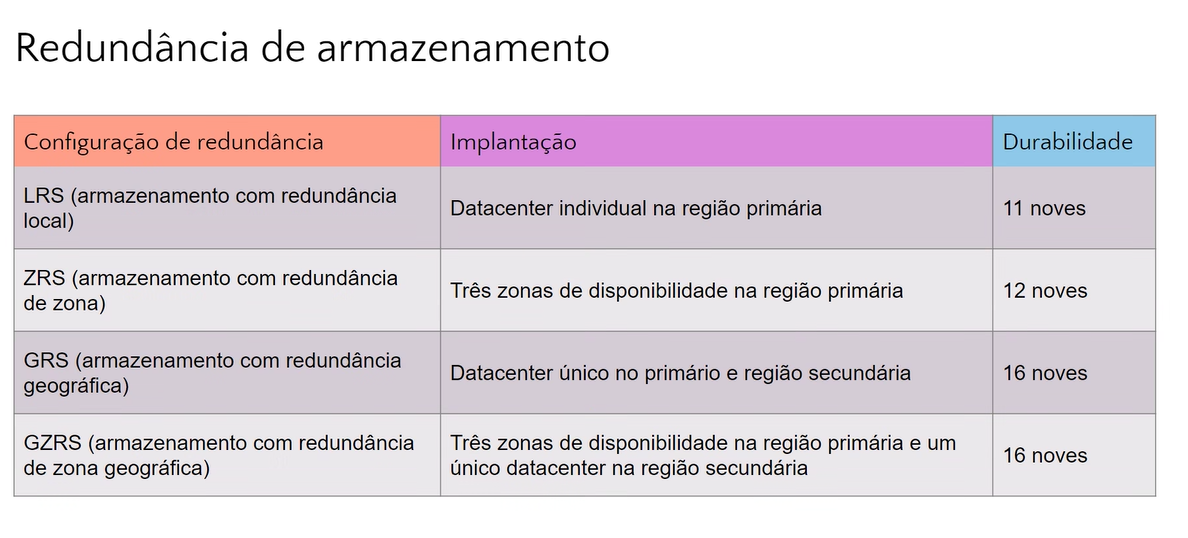 Redundância de armazenamento
Configuração de redundância
Implantação
Durabilidade
LRS (armazenamento com redundância
local)
Datacenter individual na região primária
11 noves
ZRS (armazenamento com redundância
de zona)
Três zonas de disponibilidade na região primária
12 noves
GRS (armazenamento com redundância
geográfica)
Datacenter único no primário e região secundária
16 noves
GZRS (armazenamento com redundância
de zona geográfica)
Três zonas de disponibilidade na região primária e um
único datacenter na região secundária
16 noves